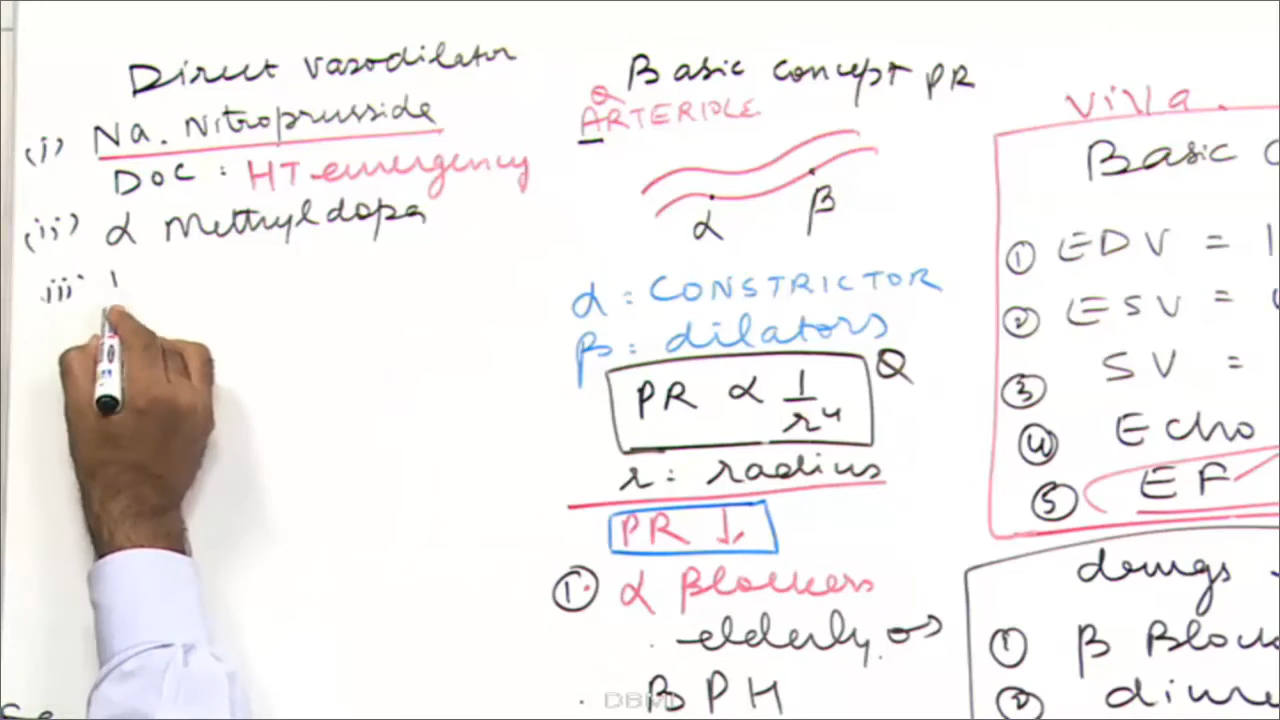 Direct vasodilator
(i) Na. Nitroprusside
DOC : HT emergency
(ii) α Methyldopa
iii
Basic concept PR
Q
ARTERIOLE
α β
α : CONSTRICTOR
β : dilators
PR ∝ 1/r⁴ Q
r : radius
PR ↓
① α Blockers
. elderly
. BPH
Viva.
Basic
① EDV = 1
② ESV =
③ SV =
④ Echo
⑤ EF
drugs
① β Block
② diure
DBMI